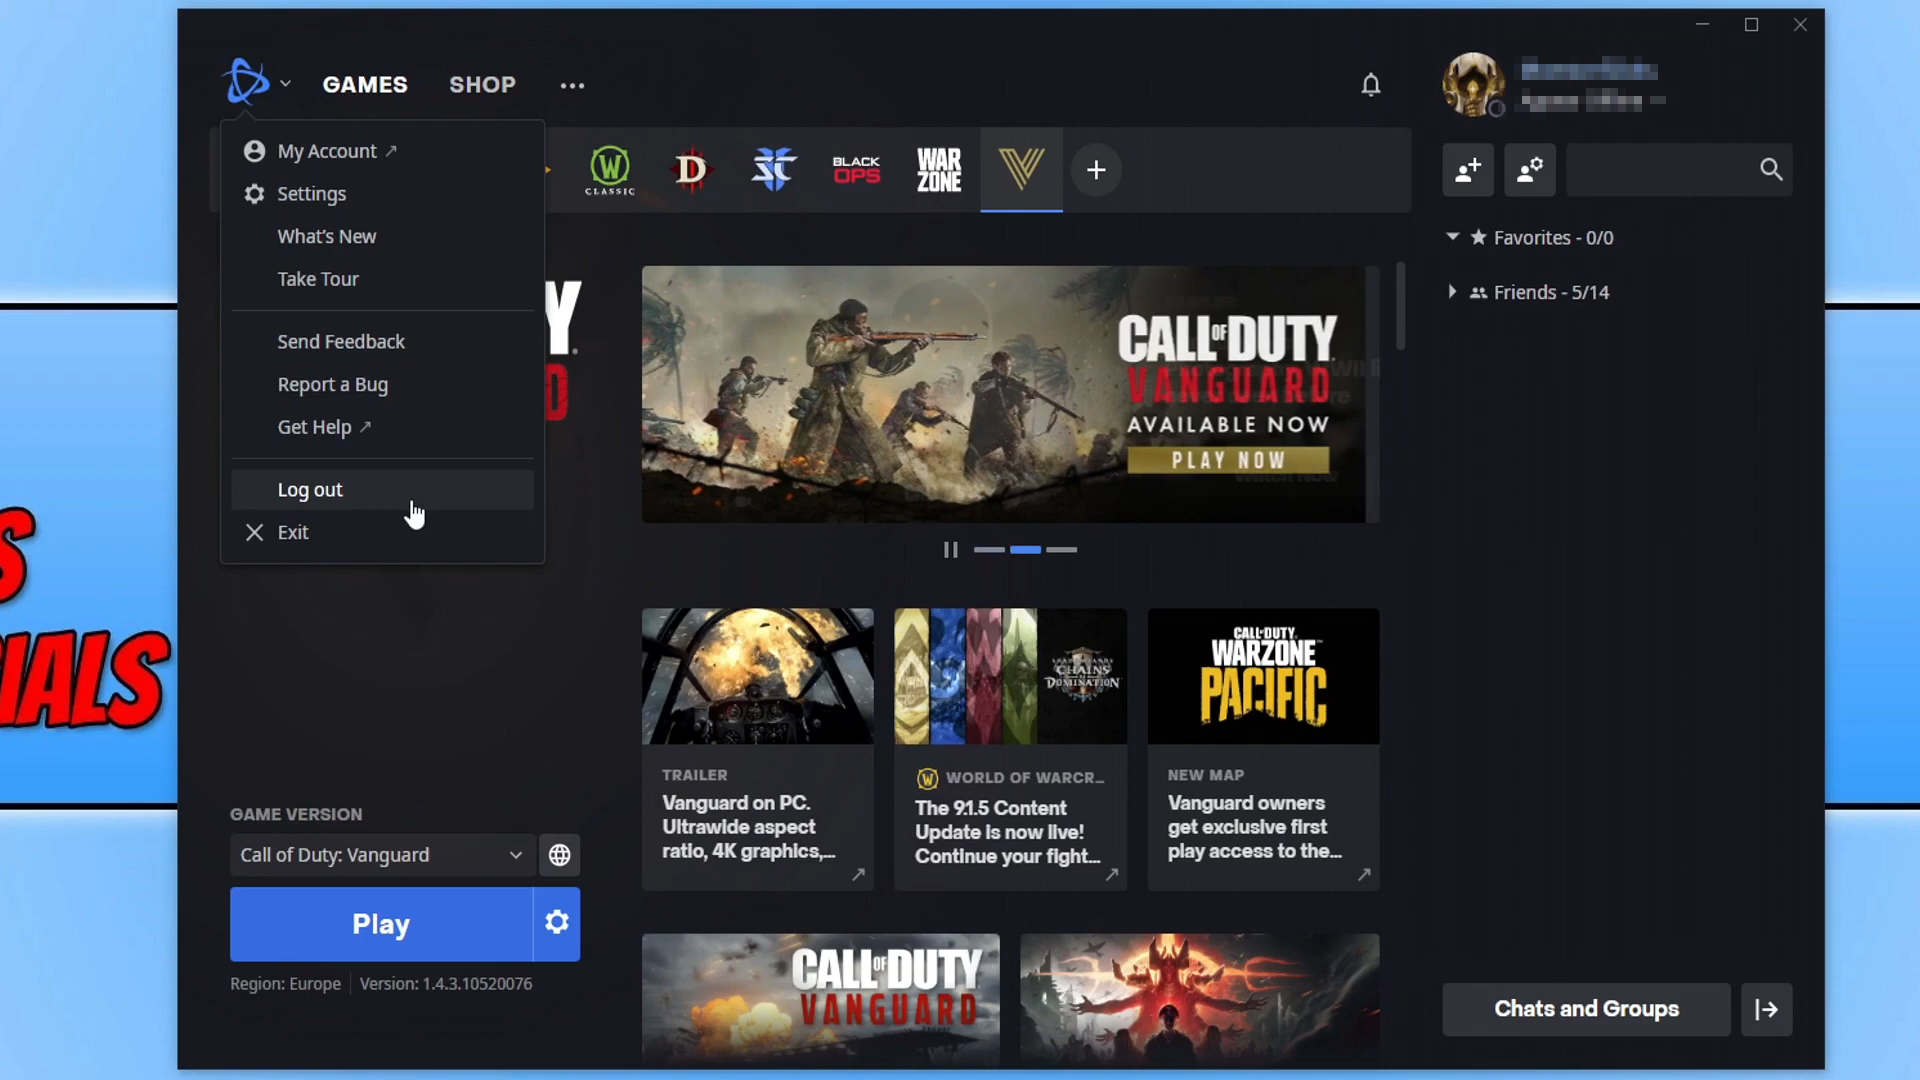 GAMES
SHOP
My Account
Settings
What's New
Take Tour
Send Feedback
Report a Bug
Get Help
Log out
Exit
CLASSIC
D
BLACK
OPS
WAR
ZONE
Favorites - 0/0
Friends - 5/14
Y.
D
CALL OF DUTY
VANGUARD
AVAILABLE NOW
PLAY NOW
S
IALS
SHADOWLANDS
CHAINS
OF
DOMINATION
CALL OF DUTY
WARZONE
PACIFIC
TRAILER
Vanguard on PC.
Ultrawide aspect
ratio, 4K graphics,...
WORLD OF WARCR...
The 9.1.5 Content
Update is now live!
Continue your fight...
NEW MAP
Vanguard owners
get exclusive first
play access to the...
GAME VERSION
Call of Duty: Vanguard
Play
Region: Europe
Version: 1.4.3.10520076
CALL OF DUTY
VANGUARD
Chats and Groups